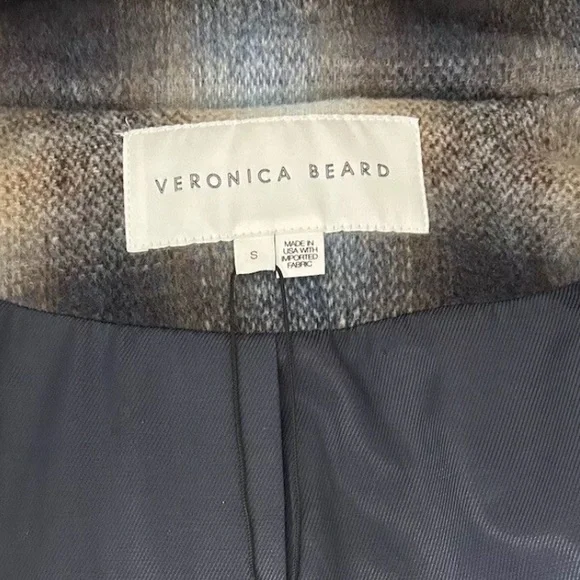 VERONICA BEARD
S
MADE IN
USA WITH
IMPORTED
FABRIC